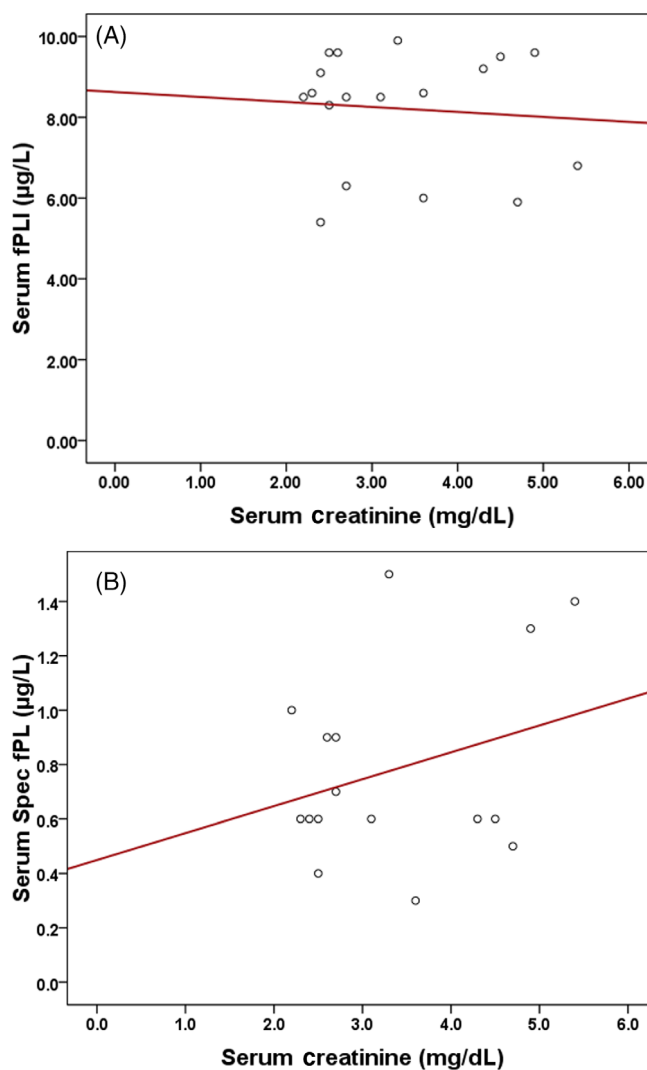 (A)
10.00
8.00
6.00
4.00
2.00
0.00
Serum fPLI (µg/L)
0.00 1.00 2.00 3.00 4.00 5.00 6.00
Serum creatinine (mg/dL)
(B)
1.4
1.2
1.0
0.8
0.6
0.4
0.2
0.0
Serum Spec fPL (µg/L)
0.0 1.0 2.0 3.0 4.0 5.0 6.0
Serum creatinine (mg/dL)